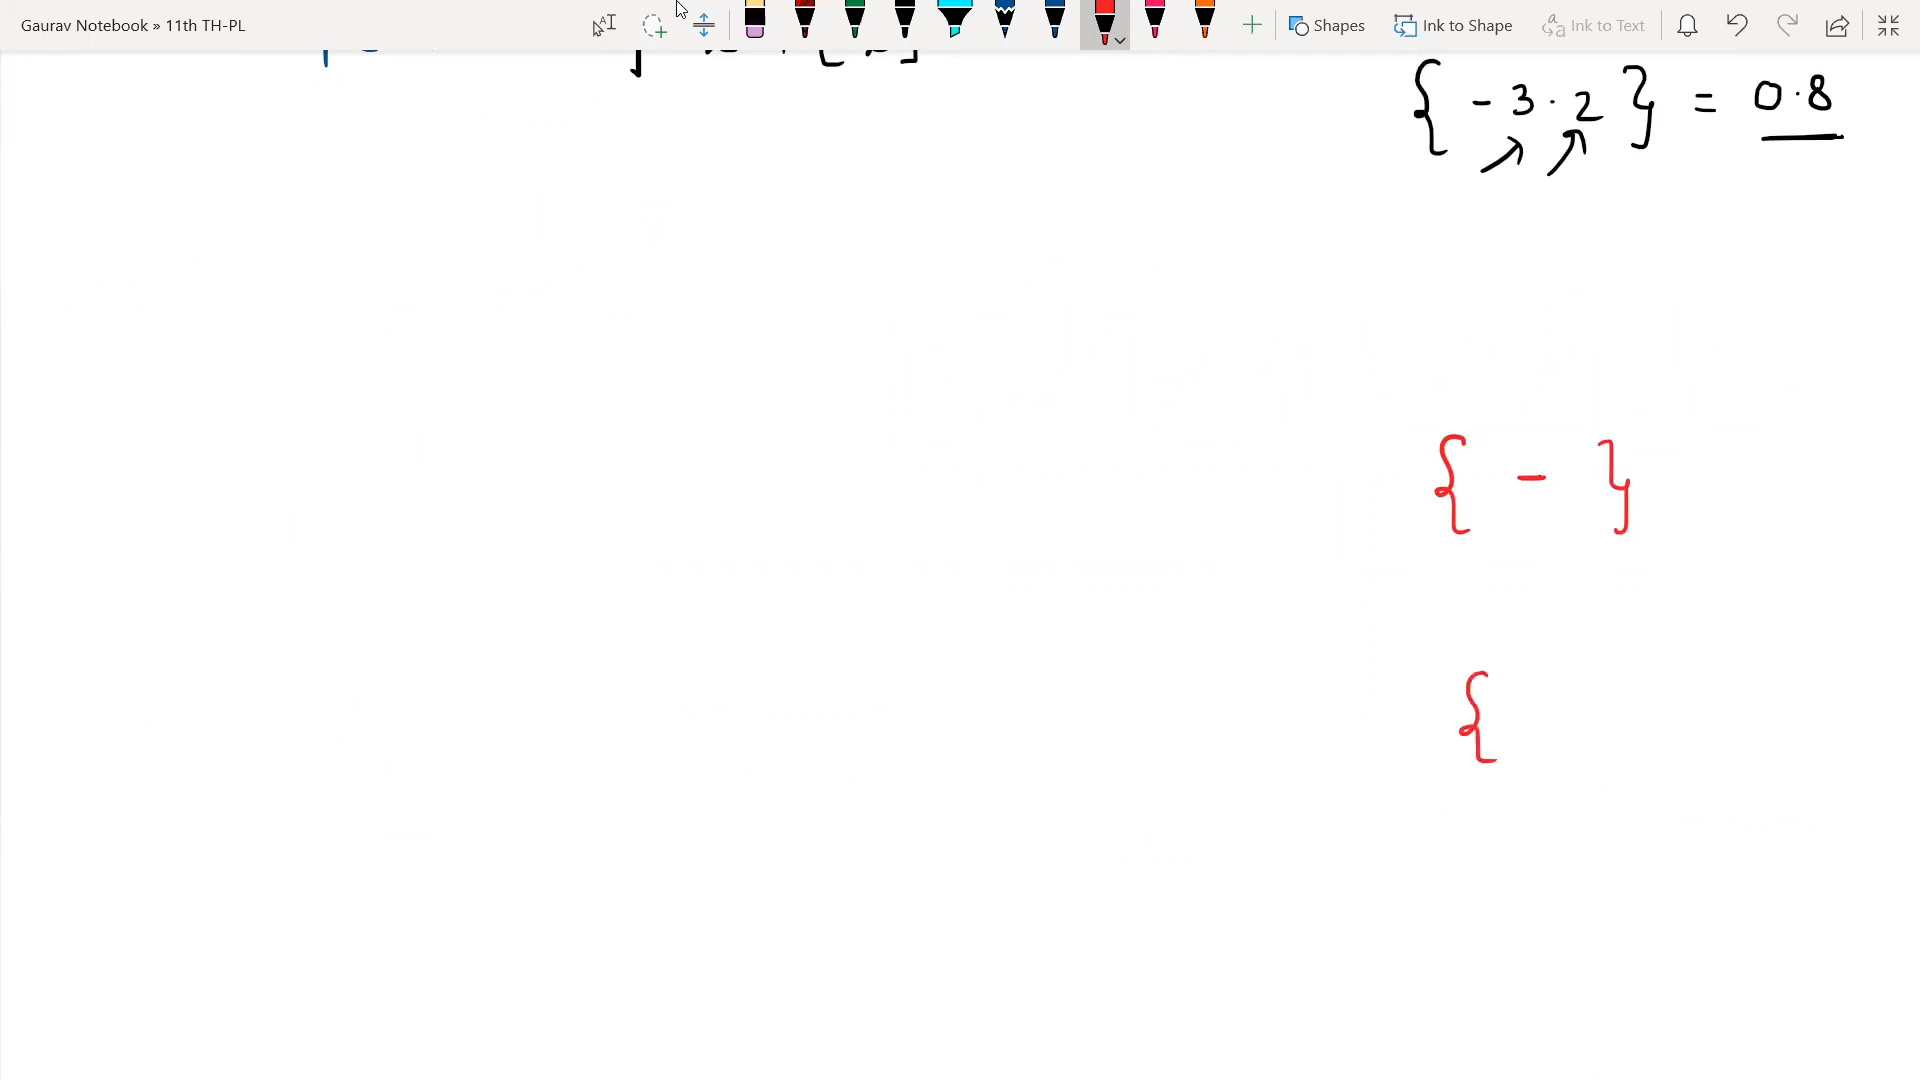 Gaurav Notebook » 11th TH-PL Shapes Ink to Shape Ink to Text
{ - 3 . 2 } = 0.8
{ - }
{